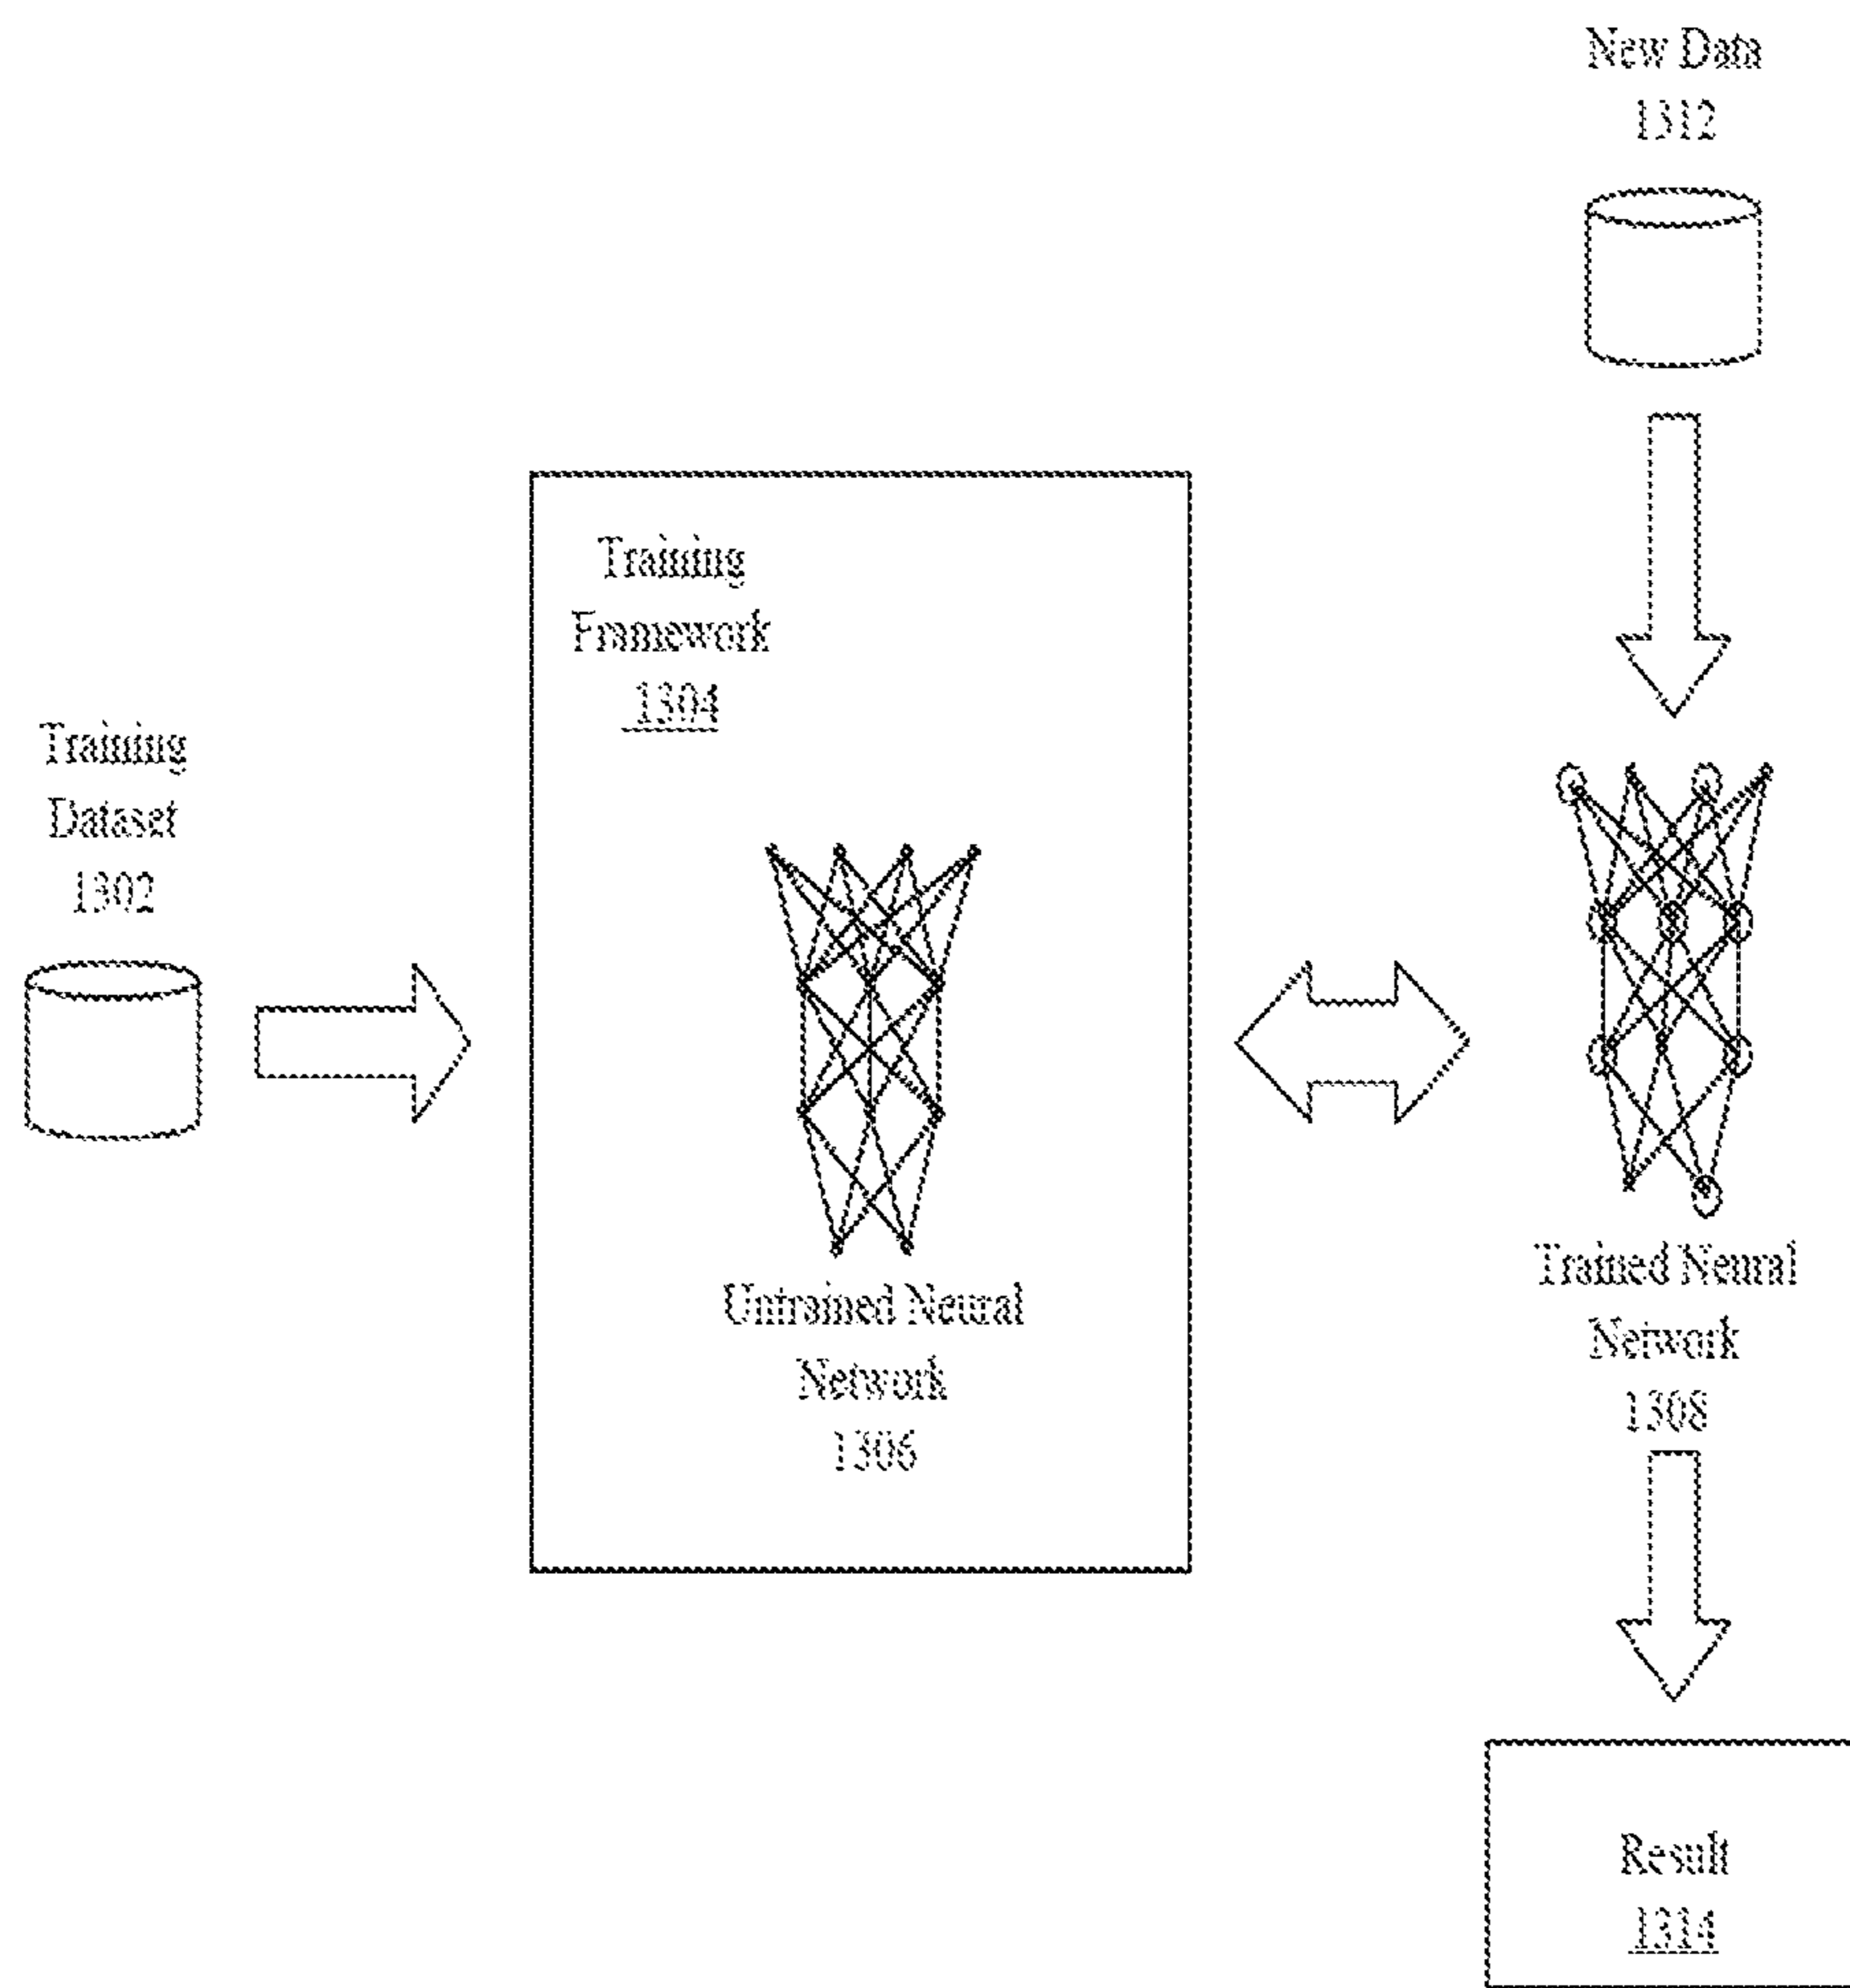 New Data
1312
Training
Framework
1304
Training
Dataset
1302
Untrained Neural
Network
1306
Trained Neural
Network
1308
Result
1314